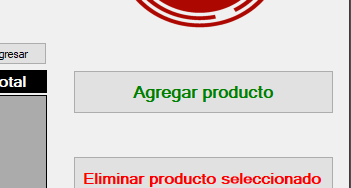 gresar
otal
Agregar producto
Eliminar producto seleccionado